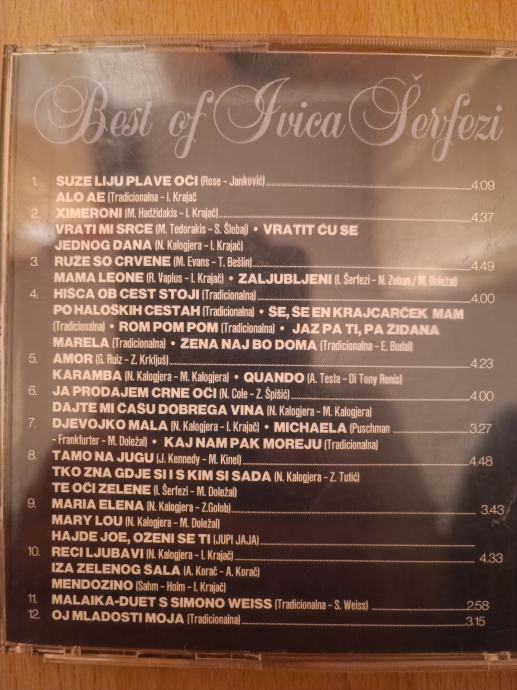 Best of Ivica Šerfezi
1. SUZE LIJU PLAVE OČI (Rose - Janković) 4.09
ALO AE (Tradicionalna - I. Krajač
2. XIMERONI (M. Hadžidakis - I. Krajač) 4.37
VRATI MI SRCE (M. Tedorakis - S. Šlebaj) • VRATIT ĆU SE
JEDNOG DANA (N. Kalogjera - I. Krajač)
3. RUŽE SO CRVENE (M. Evans - T. Bešlin) 4.49
MAMA LEONE (R. Vaplus - I. Krajač) • ZALJUBLJENI (I. Šerfezi - N. Zuban / M. Doležal)
4. HIŠCA OB CEST STOJI (Tradicionalna) 4.00
PO HALOŠKIH CESTAH (Tradicionalna) • SE, ŠE EN KRAJCARČEK MAM
(Tradicionalna) • ROM POM POM (Tradicionalna) • JAZ PA TI, PA ŽIDANA
MARELA (Tradicionalna) • ŽENA NAJ BO DOMA (Tradicionalna - E. Budal)
5. AMOR (G. Ruiz - Z. Krkljuš) 4.23
KARAMBA (N. Kalogjera - M. Kalogjera) • QUANDO (A. Testa - Di Tony Renis)
6. JA PRODAJEM CRNE OČI (N. Cole - Z. Špišić) 4.00
DAJTE MI ČAŠU DOBREGA VINA (N. Kalogjera - M. Kalogjera)
7. DJEVOJKO MALA (N. Kalogjera - I. Krajač) • MICHAELA (Puschman 3.27
- Frankfurter - M. Doležal) • KAJ NAM PAK MOREJU (Tradicionalna)
8. TAMO NA JUGU (J. Kennedy - M. Kinel) 4.48
TKO ZNA GDJE SI I S KIM SI SADA (N. Kalogjera - Z. Tutić)
TE OČI ZELENE (I. Šerfezi - M. Doležal)
9. MARIA ELENA (N. Kalogjera - Z.Golob) 3.43
MARY LOU (N. Kalogjera - M. Doležal)
HAJDE JOE, OŽENI SE TI (JUPI JAJA)
10. RECI LJUBAVI (N. Kalogjera - I. Krajač) 4.33
IZA ZELENOG SALA (A. Korač - A. Korač)
MENDOZINO (Sahm - Holm - I. Krajač)
11. MALAIKA-DUET S SIMONO WEISS (Tradicionalna - S. Weiss) 2.58
12. OJ MLADOSTI MOJA (Tradicionalna) 3.15